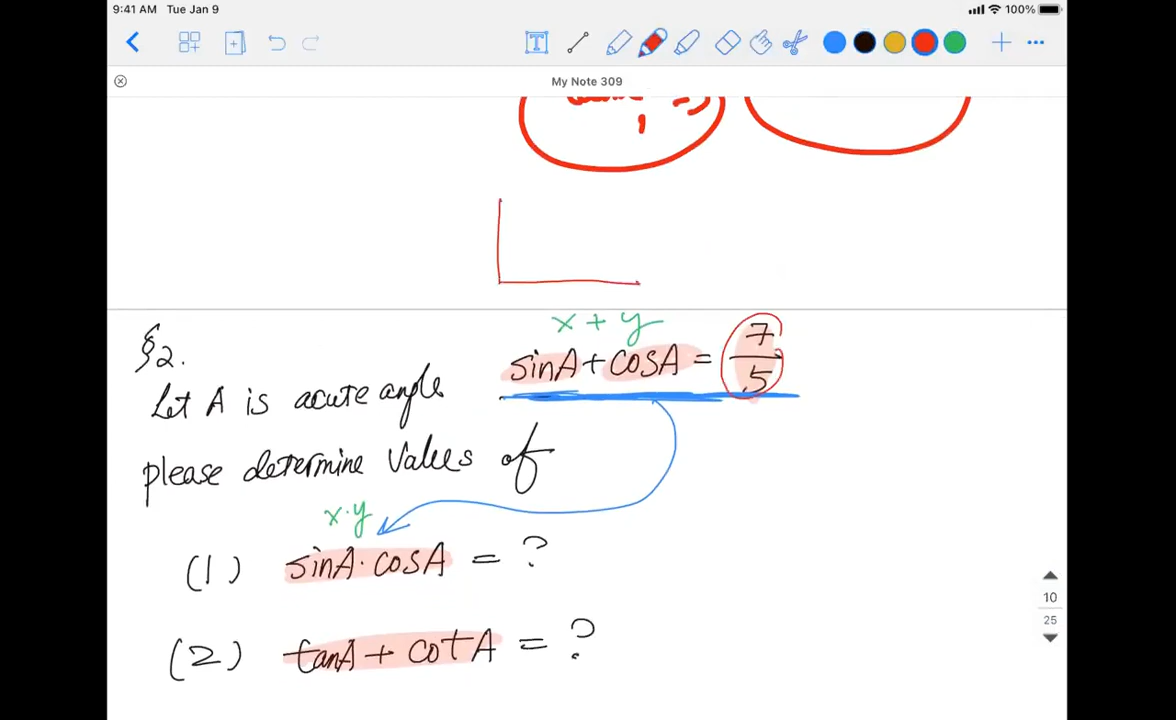 9:41 AM Tue Jan 9
100%
My Note 309
x + y
§2.
sinA+cosA = 7/5
Let A is acute angle
please determine values of
x·y
(1) sinA·cosA = ?
(2) tanA + cotA = ?
10
25